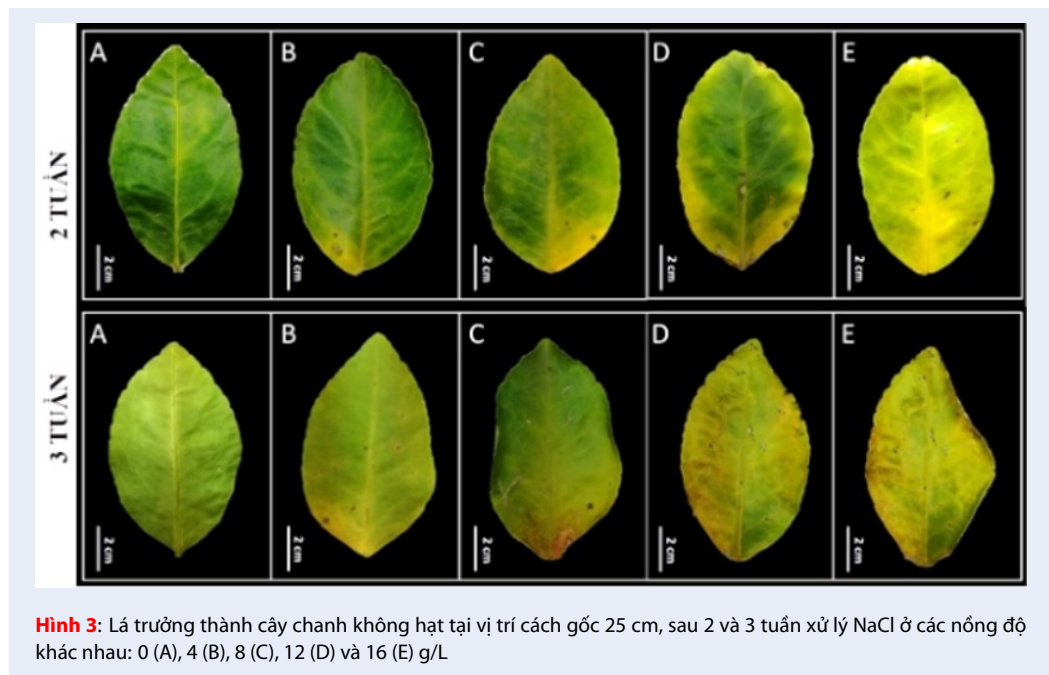 A B C D E
2 TUẦN
2 cm 2 cm 2 cm 2 cm 2 cm
A B C D E
3 TUẦN
2 cm 2 cm 2 cm 2 cm 2 cm
Hình 3: Lá trưởng thành cây chanh không hạt tại vị trí cách gốc 25 cm, sau 2 và 3 tuần xử lý NaCl ở các nồng độ
khác nhau: 0 (A), 4 (B), 8 (C), 12 (D) và 16 (E) g/L